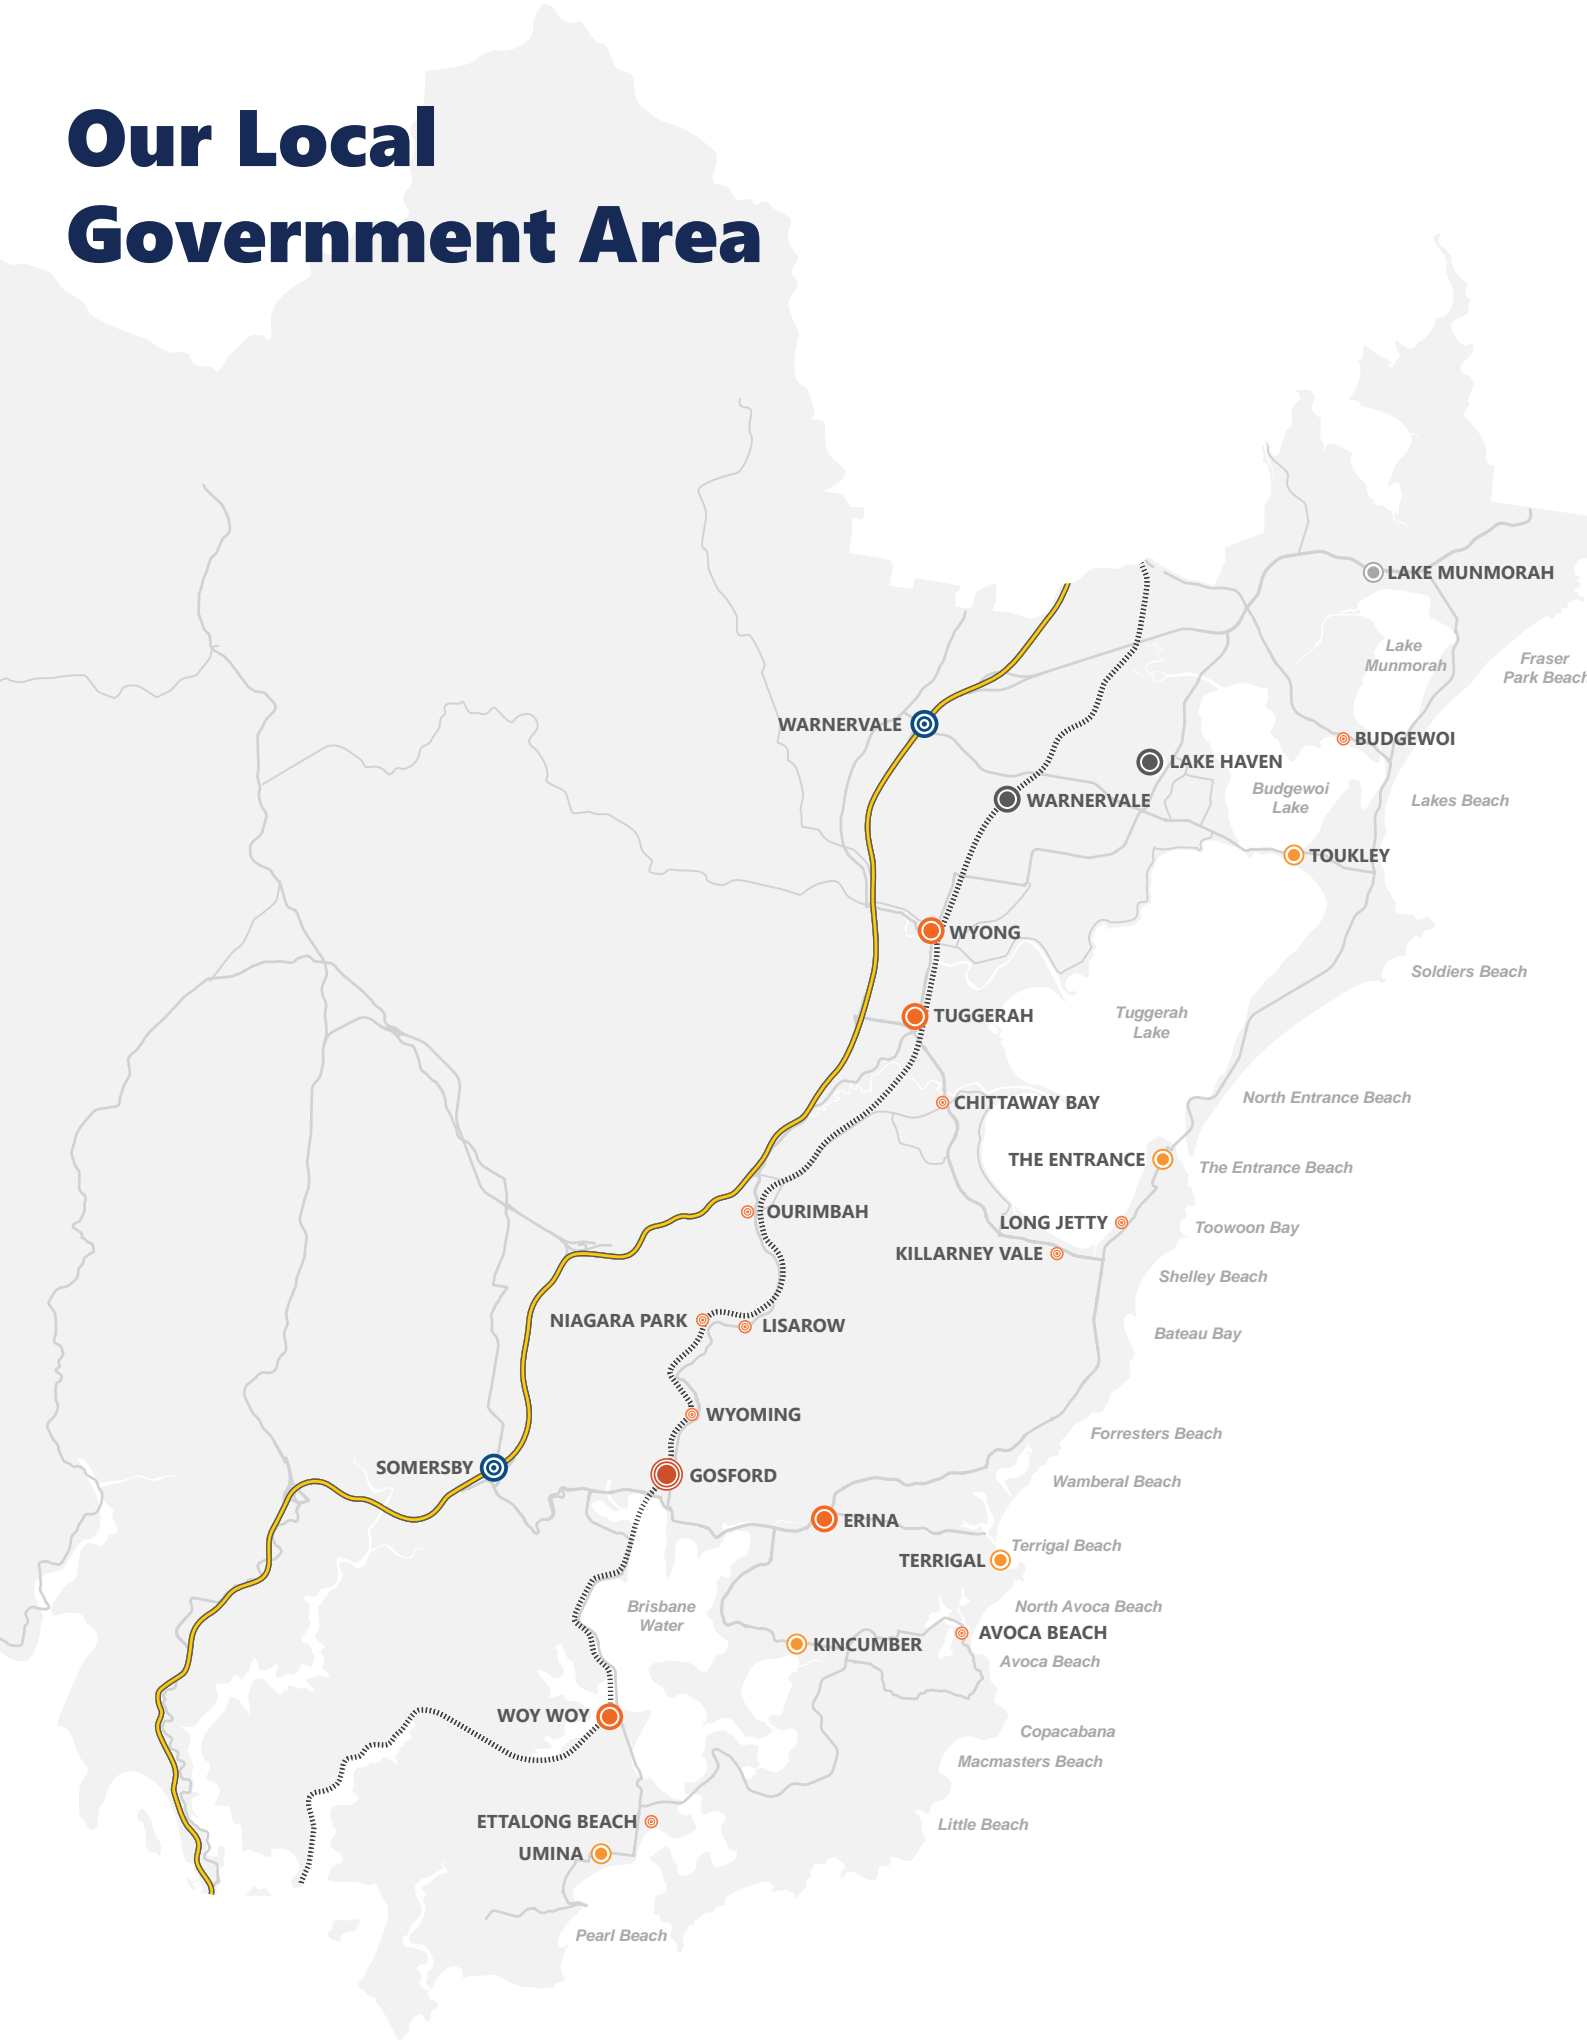 Our Local
Government Area
LAKE MUNMORAH
Lake
Munmorah
Fraser
Park Beach
WARNERVALE
BUDGEWOI
LAKE HAVEN
Budgewoi
Lake
Lakes Beach
WARNERVALE
TOUKLEY
WYONG
Soldiers Beach
TUGGERAH
Tuggerah
Lake
CHITTAWAY BAY
North Entrance Beach
THE ENTRANCE
The Entrance Beach
OURIMBAH
LONG JETTY
Toowoon Bay
KILLARNEY VALE
Shelley Beach
NIAGARA PARK
LISAROW
Bateau Bay
WYOMING
Forresters Beach
SOMERSBY
GOSFORD
Wamberal Beach
ERINA
Terrigal Beach
TERRIGAL
Brisbane
Water
North Avoca Beach
AVOCA BEACH
KINCUMBER
Avoca Beach
WOY WOY
Copacabana
Macmasters Beach
ETTALONG BEACH
Little Beach
UMINA
Pearl Beach